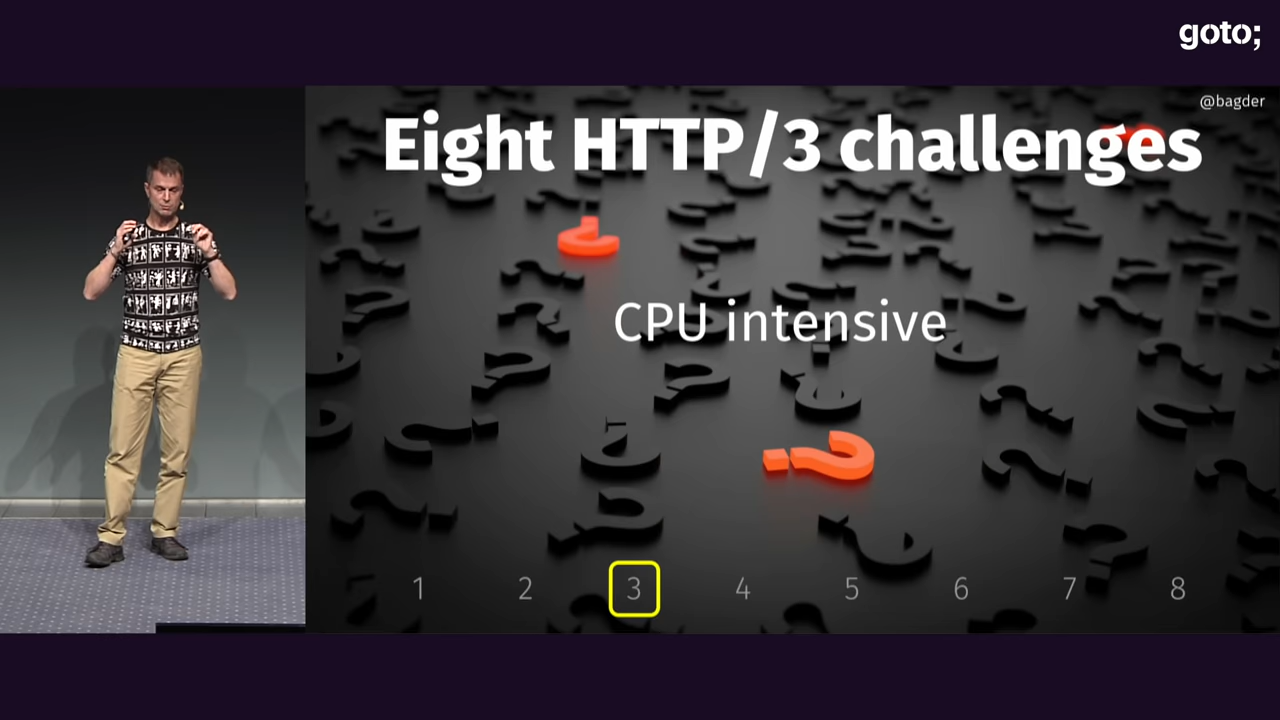 goto;
@bagder
Eight HTTP/3 challenges
CPU intensive
1 2 3 4 5 6 7 8